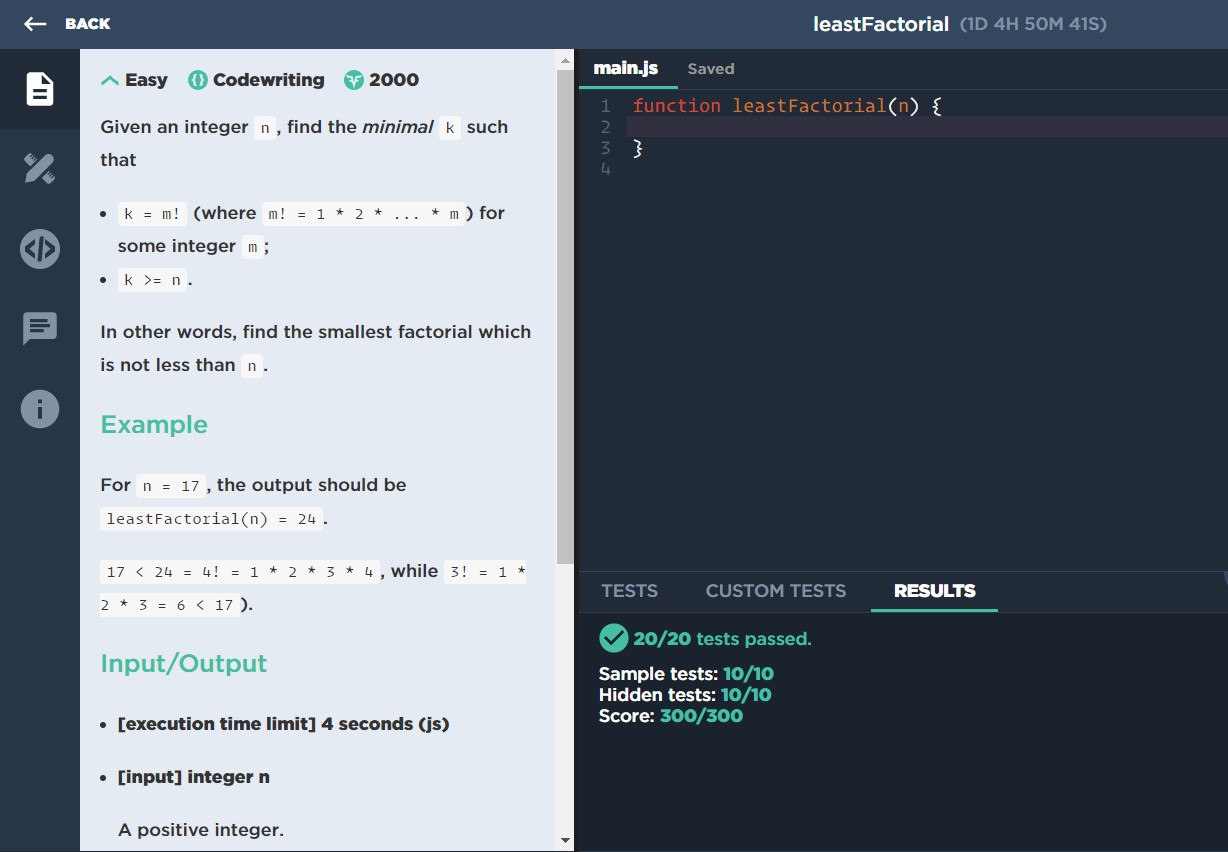 BACK
leastFactorial (1D 4H 50M 41S)
Easy Codewriting 2000
Given an integer n, find the minimal k such
that
• k = m! (where m! = 1 * 2 * ... * m) for
some integer m;
• k >= n.
In other words, find the smallest factorial which
is not less than n.
Example
For n = 17, the output should be
leastFactorial(n) = 24.
17 < 24 = 4! = 1 * 2 * 3 * 4, while 3! = 1 *
2 * 3 = 6 < 17).
Input/Output
• [execution time limit] 4 seconds (js)
• [input] integer n
A positive integer.
main.js Saved
1 function leastFactorial(n) {
2
3 }
4
TESTS CUSTOM TESTS RESULTS
20/20 tests passed.
Sample tests: 10/10
Hidden tests: 10/10
Score: 300/300